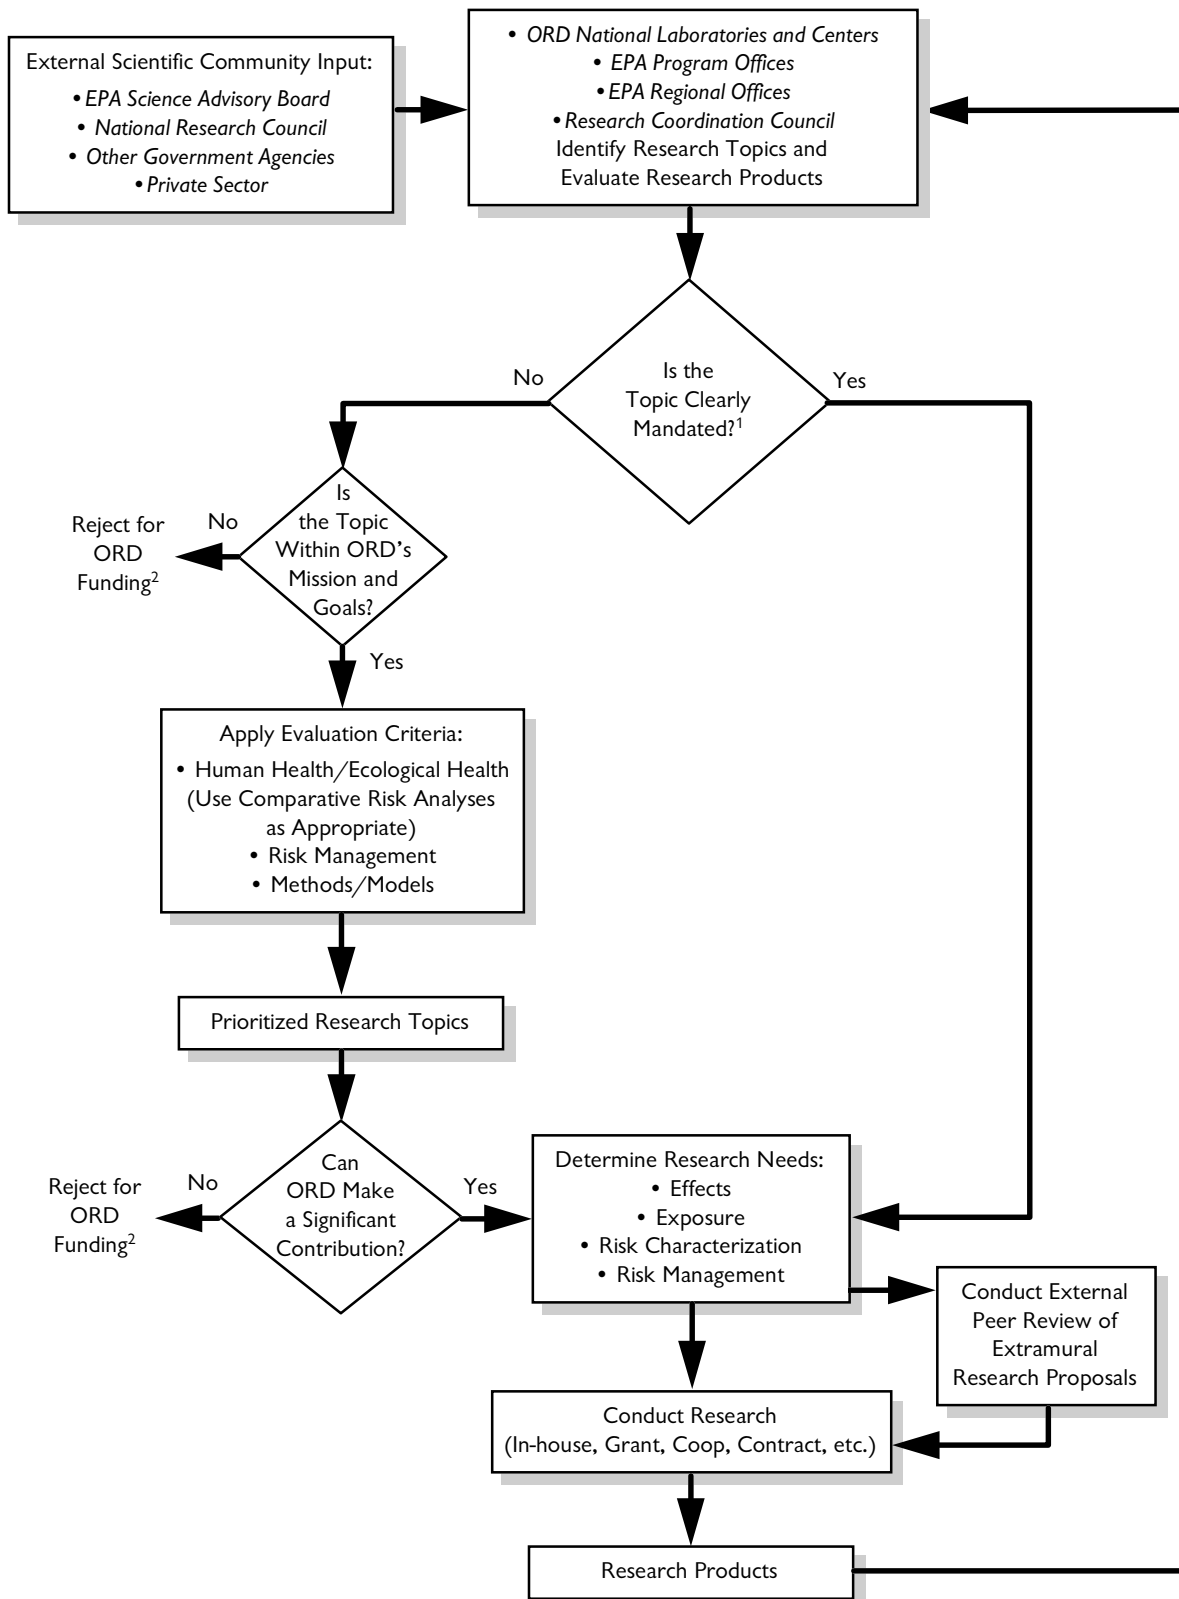 External Scientific Community Input:
• EPA Science Advisory Board
• National Research Council
• Other Government Agencies
• Private Sector
• ORD National Laboratories and Centers
• EPA Program Offices
• EPA Regional Offices
• Research Coordination Council
Identify Research Topics and
Evaluate Research Products
No
Is the
Topic Clearly
Mandated?¹
Yes
Reject for
ORD
Funding²
No
Is
the Topic
Within ORD's
Mission and
Goals?
Yes
Apply Evaluation Criteria:
• Human Health/Ecological Health
(Use Comparative Risk Analyses
as Appropriate)
• Risk Management
• Methods/Models
Prioritized Research Topics
Reject for
ORD
Funding²
No
Can
ORD Make
a Significant
Contribution?
Yes
Determine Research Needs:
• Effects
• Exposure
• Risk Characterization
• Risk Management
Conduct External
Peer Review of
Extramural
Research Proposals
Conduct Research
(In-house, Grant, Coop, Contract, etc.)
Research Products